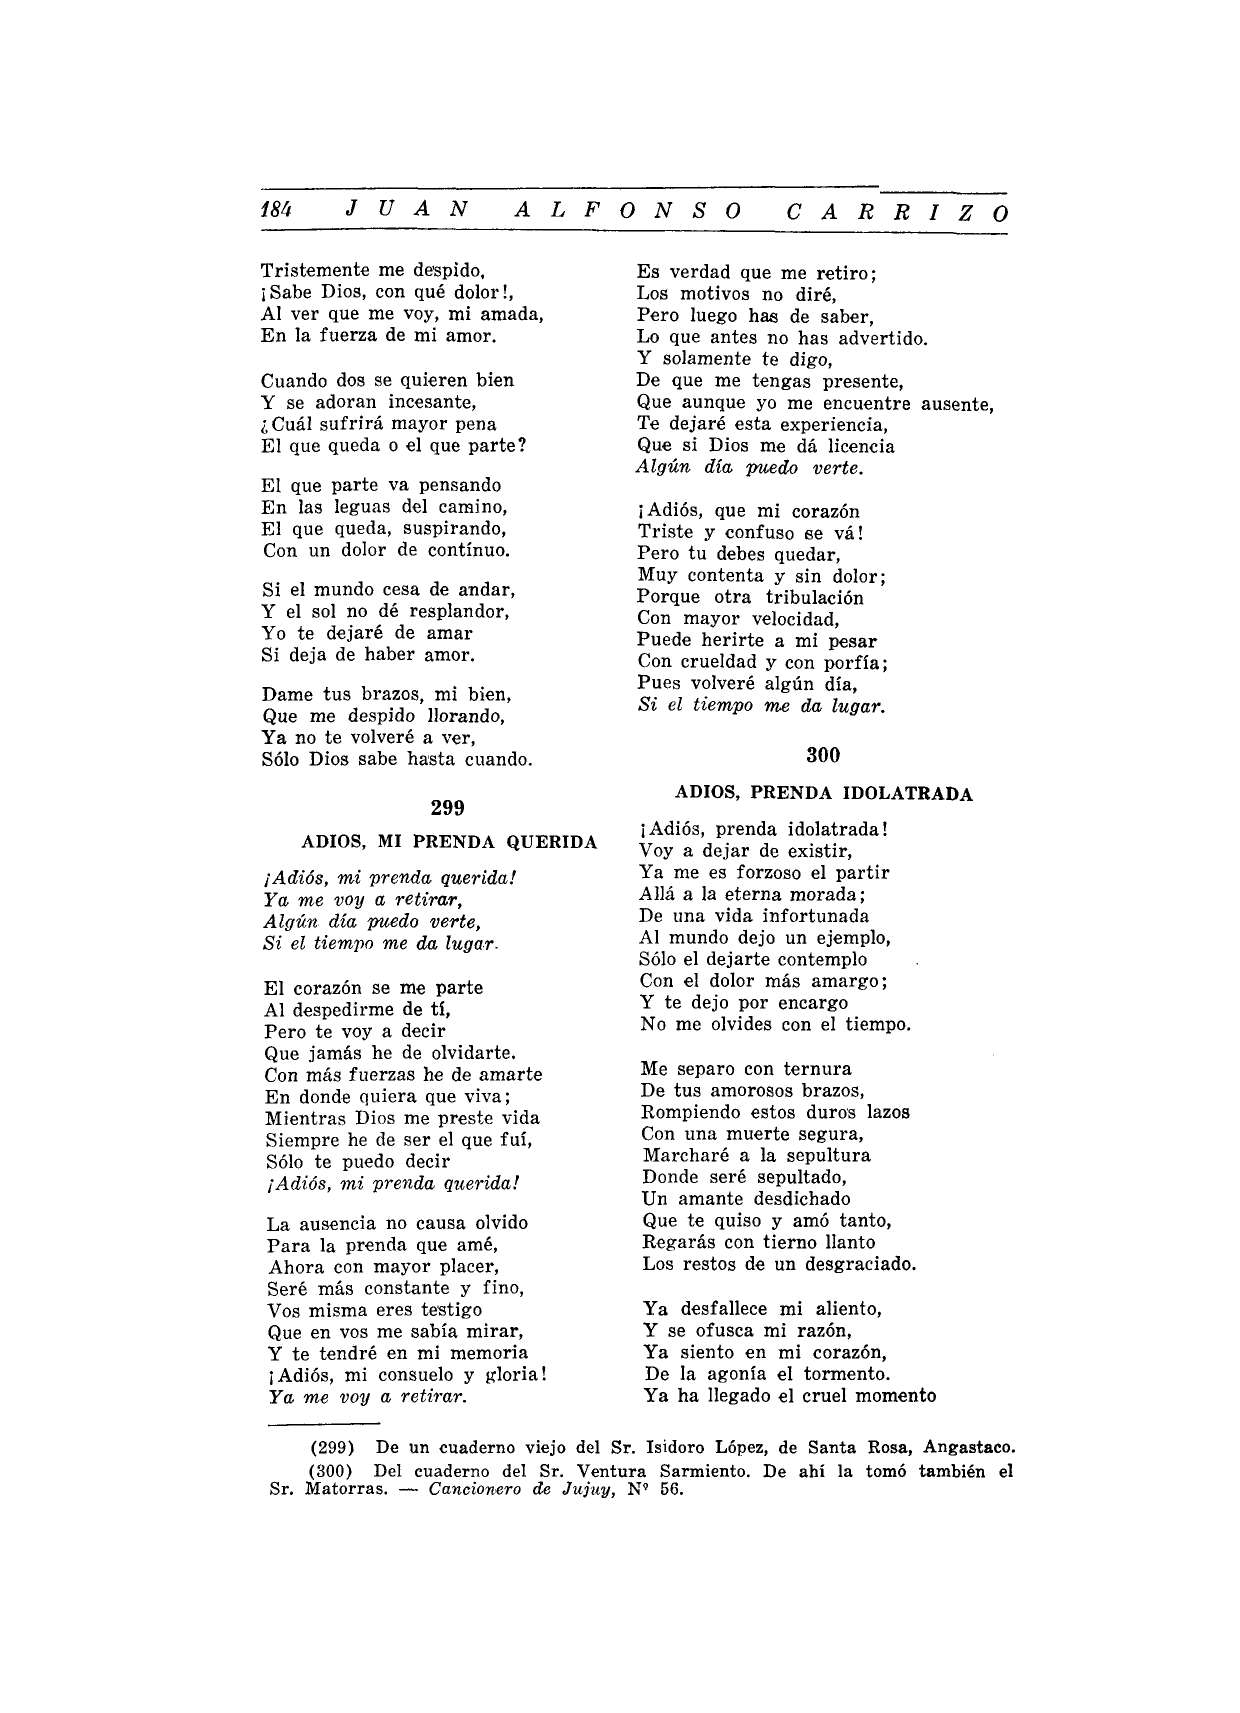 184 JUAN ALFONSO CARRIZO
Tristemente me despido,
¡Sabe Dios, con qué dolor!,
Al ver que me voy, mi amada,
En la fuerza de mi amor.
Cuando dos se quieren bien
Y se adoran incesante,
¿Cuál sufrirá mayor pena
El que queda o el que parte?
El que parte va pensando
En las leguas del camino,
El que queda, suspirando,
Con un dolor de contínuo.
Si el mundo cesa de andar,
Y el sol no dé resplandor,
Yo te dejaré de amar
Si deja de haber amor.
Dame tus brazos, mi bien,
Que me despido llorando,
Ya no te volveré a ver,
Sólo Dios sabe hasta cuando.
299
ADIOS, MI PRENDA QUERIDA
¡Adiós, mi prenda querida!
Ya me voy a retirar,
Algún día puedo verte,
Si el tiempo me da lugar.
El corazón se me parte
Al despedirme de tí,
Pero te voy a decir
Que jamás he de olvidarte.
Con más fuerzas he de amarte
En donde quiera que viva;
Mientras Dios me preste vida
Siempre he de ser el que fuí,
Sólo te puedo decir
¡Adiós, mi prenda querida!
La ausencia no causa olvido
Para la prenda que amé,
Ahora con mayor placer,
Seré más constante y fino,
Vos misma eres testigo
Que en vos me sabía mirar,
Y te tendré en mi memoria
¡Adiós, mi consuelo y gloria!
Ya me voy a retirar.
Es verdad que me retiro;
Los motivos no diré,
Pero luego has de saber,
Lo que antes no has advertido.
Y solamente te digo,
De que me tengas presente,
Que aunque yo me encuentre ausente,
Te dejaré esta experiencia,
Que si Dios me dá licencia
Algún día puedo verte.
¡Adiós, que mi corazón
Triste y confuso se vá!
Pero tu debes quedar,
Muy contenta y sin dolor;
Porque otra tribulación
Con mayor velocidad,
Puede herirte a mi pesar
Con crueldad y con porfía;
Pues volveré algún día,
Si el tiempo me da lugar.
300
ADIOS, PRENDA IDOLATRADA
¡Adiós, prenda idolatrada!
Voy a dejar de existir,
Ya me es forzoso el partir
Allá a la eterna morada;
De una vida infortunada
Al mundo dejo un ejemplo,
Sólo el dejarte contemplo
Con el dolor más amargo;
Y te dejo por encargo
No me olvides con el tiempo.
Me separo con ternura
De tus amorosos brazos,
Rompiendo estos duros lazos
Con una muerte segura,
Marcharé a la sepultura
Donde seré sepultado,
Un amante desdichado
Que te quiso y amó tanto,
Regarás con tierno llanto
Los restos de un desgraciado.
Ya desfallece mi aliento,
Y se ofusca mi razón,
Ya siento en mi corazón,
De la agonía el tormento.
Ya ha llegado el cruel momento
(299) De un cuaderno viejo del Sr. Isidoro López, de Santa Rosa, Angastaco.
(300) Del cuaderno del Sr. Ventura Sarmiento. De ahí la tomó también el
Sr. Matorras. — Cancionero de Jujuy, Nº 56.